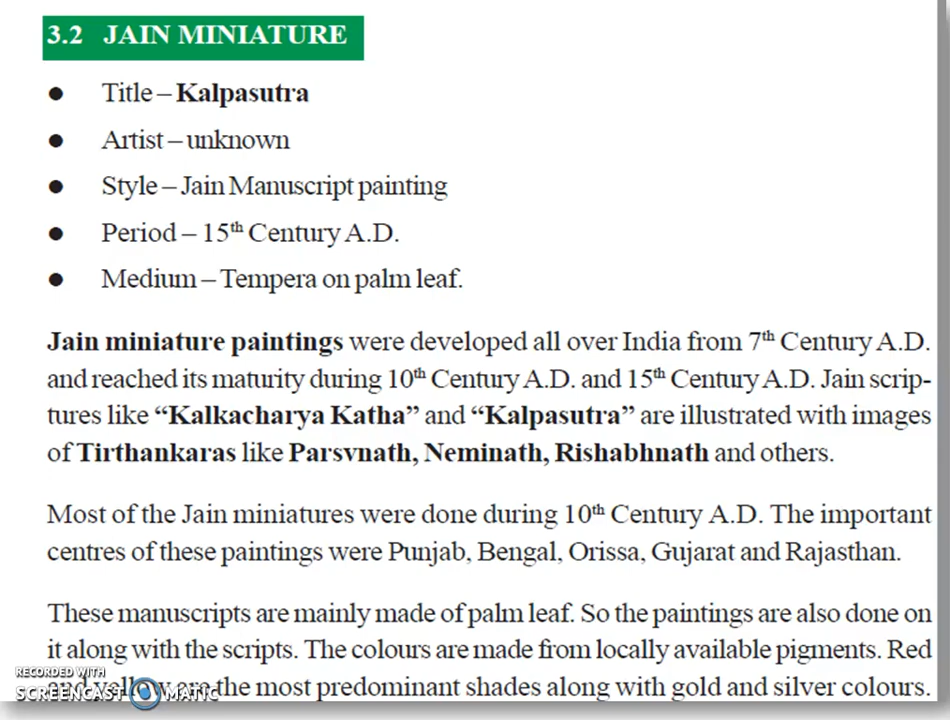 3.2 JAIN MINIATURE
● Title – Kalpasutra
● Artist – unknown
● Style – Jain Manuscript painting
● Period – 15th Century A.D.
● Medium – Tempera on palm leaf.
Jain miniature paintings were developed all over India from 7th Century A.D.
and reached its maturity during 10th Century A.D. and 15th Century A.D. Jain scrip-
tures like “Kalkacharya Katha” and “Kalpasutra” are illustrated with images
of Tirthankaras like Parsvnath, Neminath, Rishabhnath and others.
Most of the Jain miniatures were done during 10th Century A.D. The important
centres of these paintings were Punjab, Bengal, Orissa, Gujarat and Rajasthan.
These manuscripts are mainly made of palm leaf. So the paintings are also done on
it along with the scripts. The colours are made from locally available pigments. Red
and yellow are the most predominant shades along with gold and silver colours.
RECORDED WITH
SCREENCAST MATIC